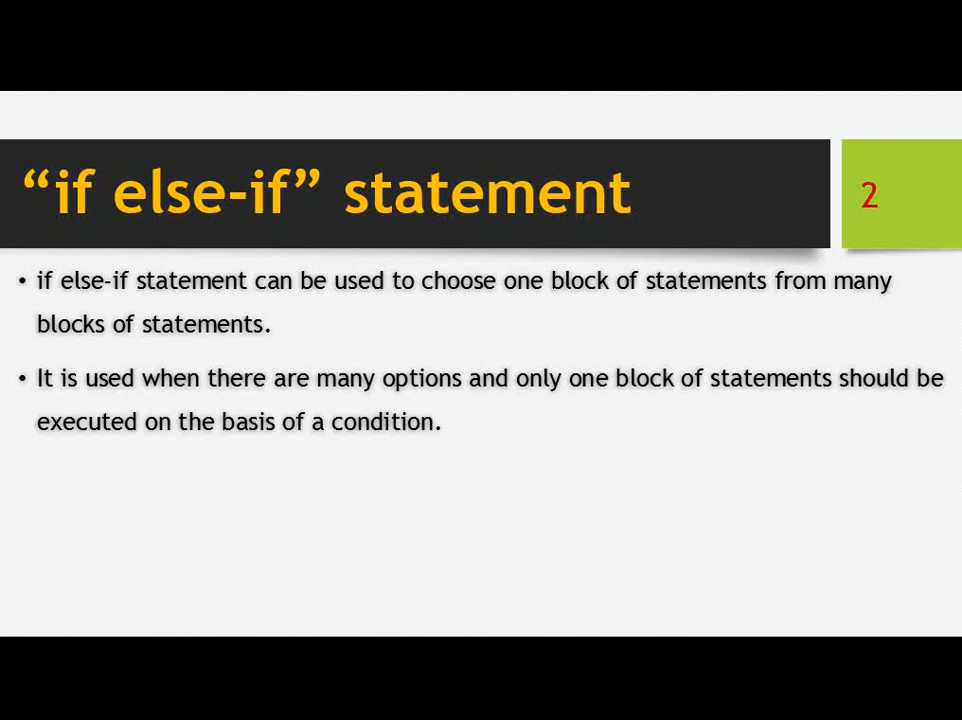 “if else-if” statement
2
• if else-if statement can be used to choose one block of statements from many
blocks of statements.
• It is used when there are many options and only one block of statements should be
executed on the basis of a condition.